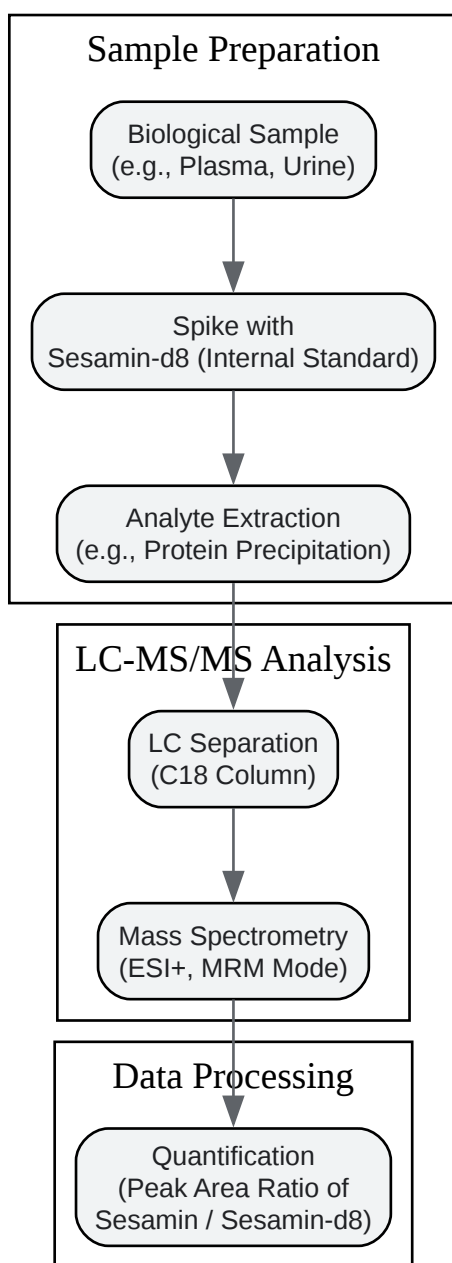 Sample Preparation
Biological Sample
(e.g., Plasma, Urine)
Spike with
Sesamin-d8 (Internal Standard)
Analyte Extraction
(e.g., Protein Precipitation)
LC-MS/MS Analysis
LC Separation
(C18 Column)
Mass Spectrometry
(ESI+, MRM Mode)
Data Processing
Quantification
(Peak Area Ratio of
Sesamin / Sesamin-d8)